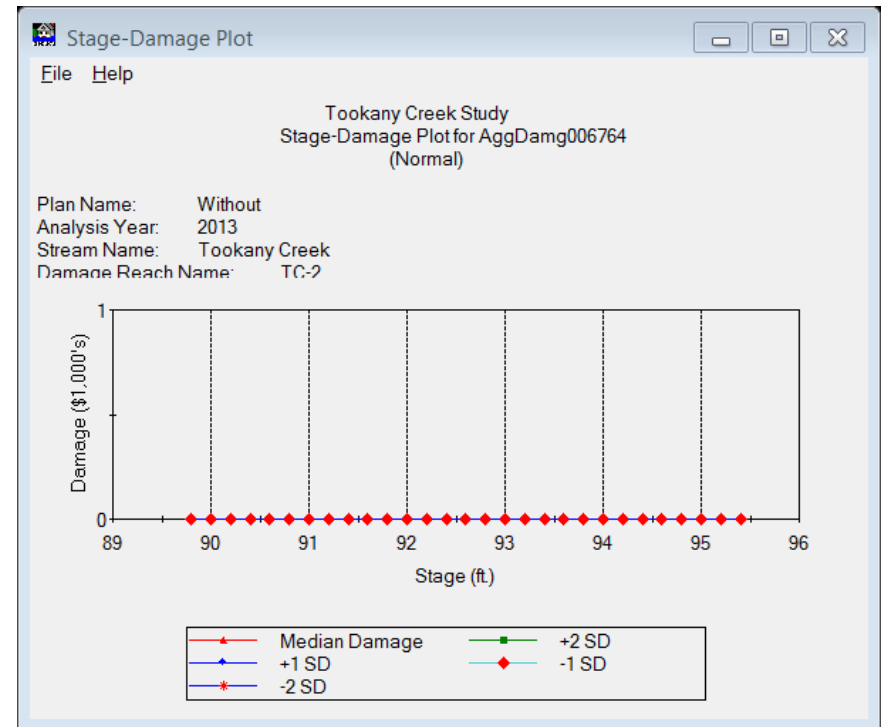 Stage-Damage Plot
File Help
Tookany Creek Study
Stage-Damage Plot for AggDamg006764
(Normal)
Plan Name: Without
Analysis Year: 2013
Stream Name: Tookany Creek
Damage Reach Name: TC-2
1
Damage ($1,000's)
0
89 90 91 92 93 94 95 96
Stage (ft.)
Median Damage +2 SD
+1 SD -1 SD
-2 SD